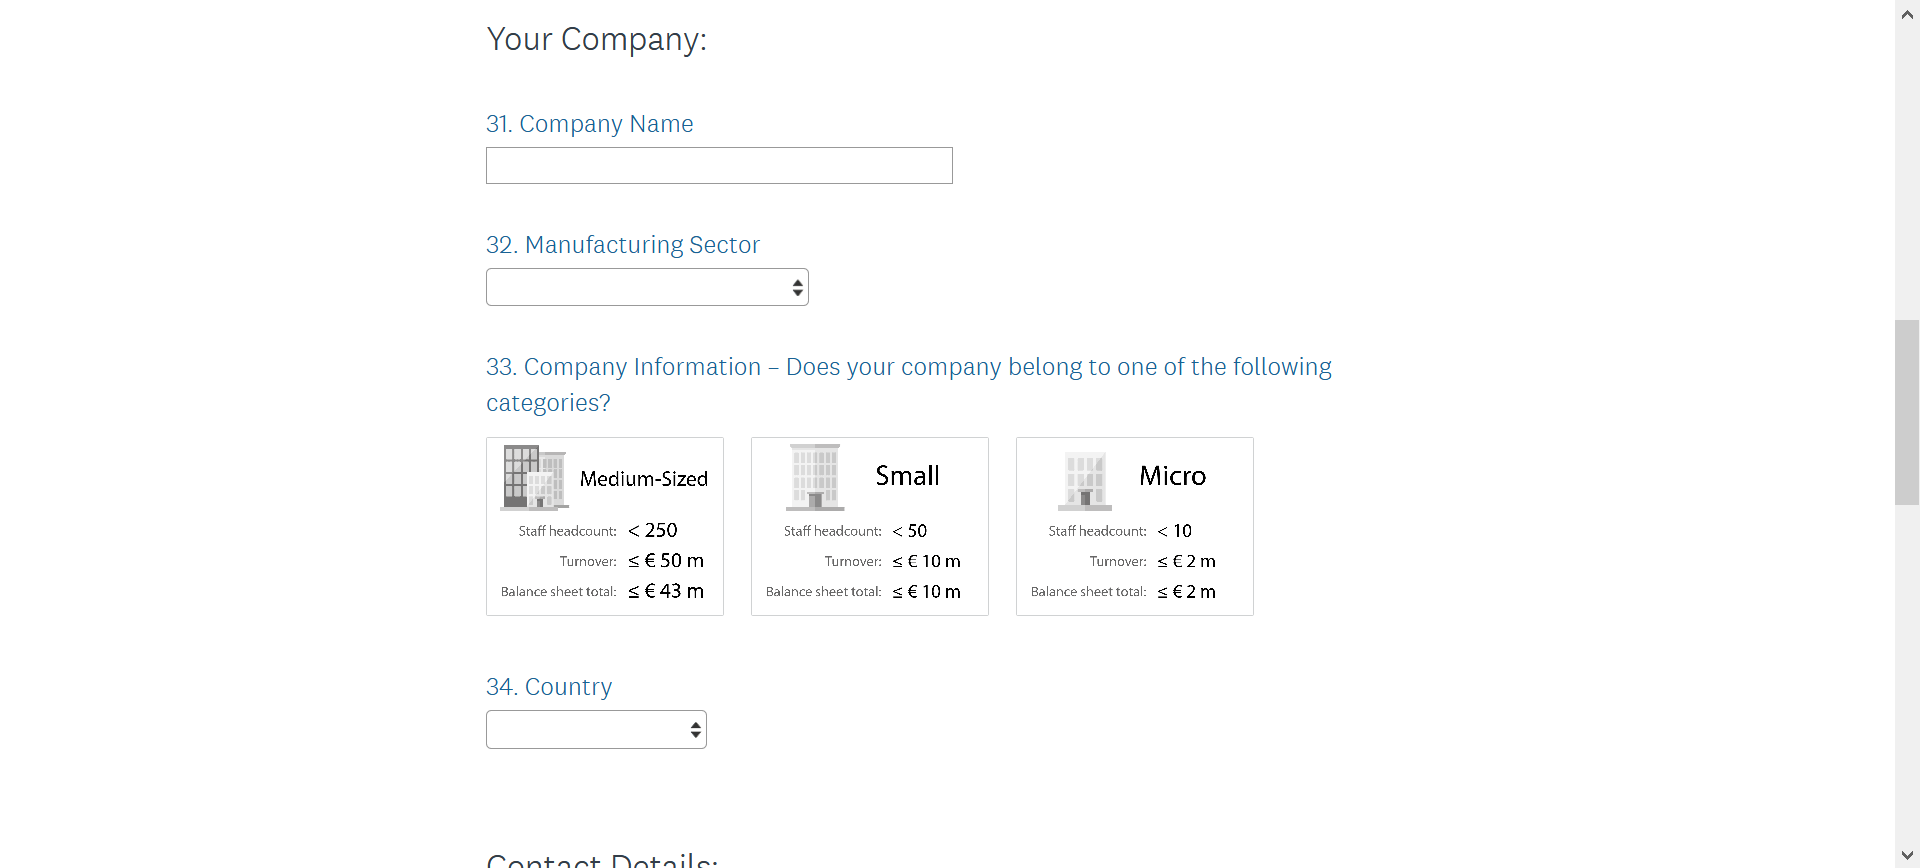 Your Company:
31. Company Name
32. Manufacturing Sector
33. Company Information – Does your company belong to one of the following
categories?
Medium-Sized
Staff headcount: < 250
Turnover: ≤ € 50 m
Balance sheet total: ≤ € 43 m
Small
Staff headcount: < 50
Turnover: ≤ € 10 m
Balance sheet total: ≤ € 10 m
Micro
Staff headcount: < 10
Turnover: ≤ € 2 m
Balance sheet total: ≤ € 2 m
34. Country
Contact Details: